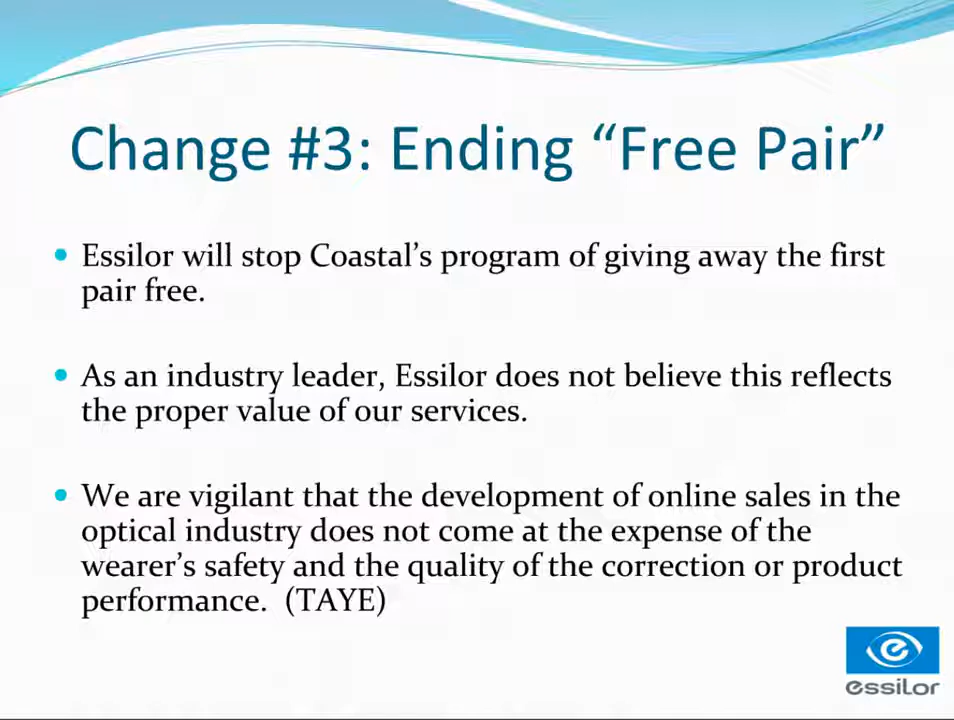 Change #3: Ending “Free Pair”
• Essilor will stop Coastal’s program of giving away the first
pair free.
• As an industry leader, Essilor does not believe this reflects
the proper value of our services.
• We are vigilant that the development of online sales in the
optical industry does not come at the expense of the
wearer’s safety and the quality of the correction or product
performance.  (TAYE)
essilor